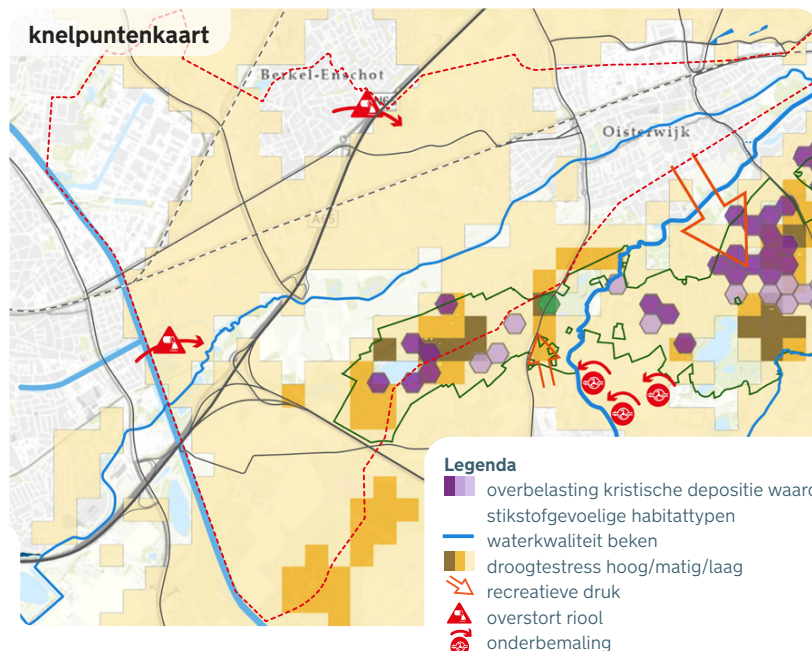 knelpuntenkaart
Berkel-Enschot
Oisterwijk
A65
Legenda
overbelasting kristische depositie waard
stikstofgevoelige habitattypen
waterkwaliteit beken
droogtestress hoog/matig/laag
recreatieve druk
overstort riool
onderbemaling